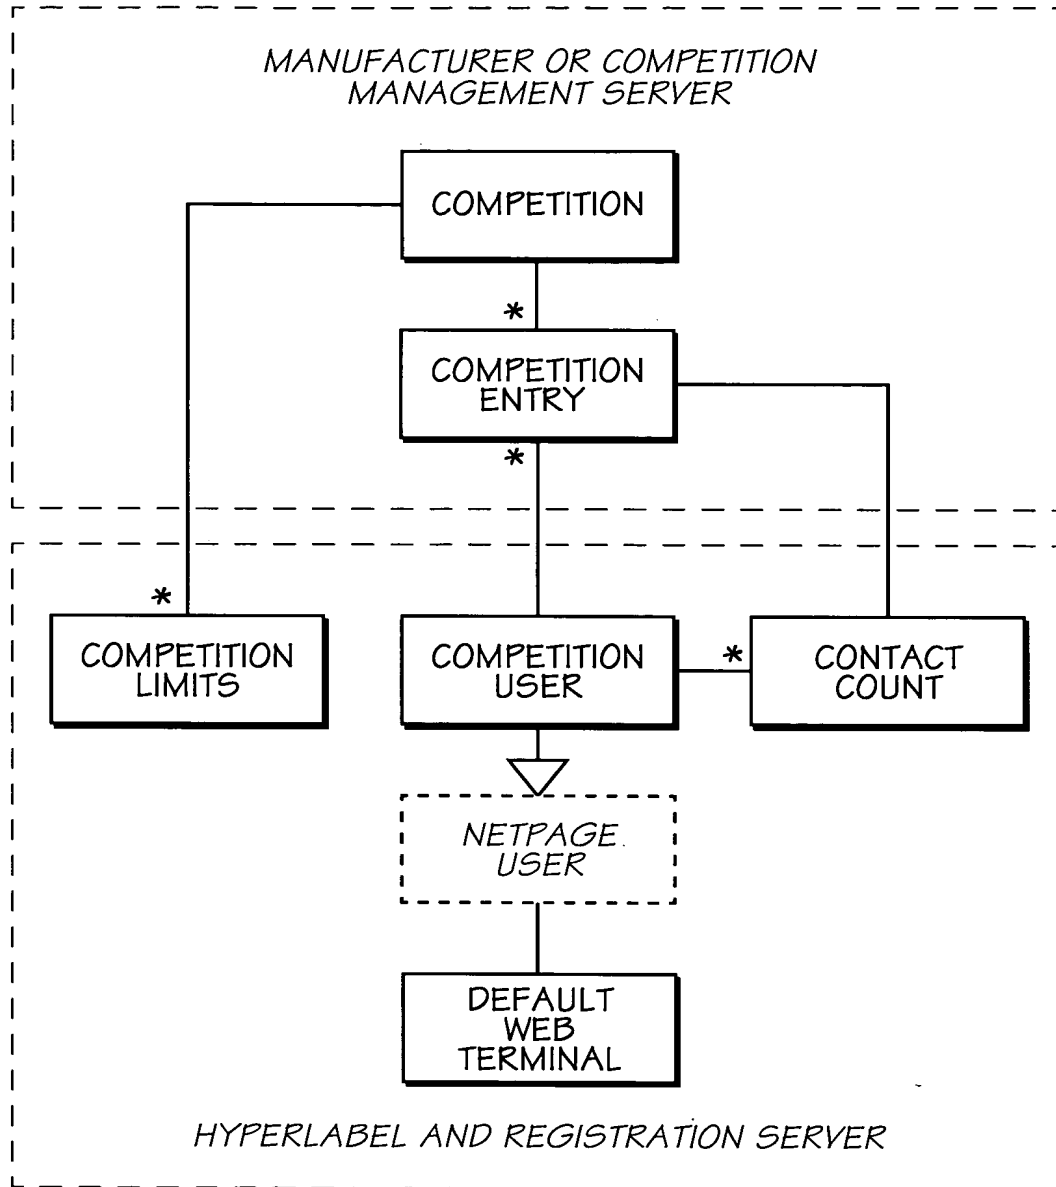 MANUFACTURER OR COMPETITION
MANAGEMENT SERVER
COMPETITION
*
COMPETITION
ENTRY
*
*
COMPETITION
LIMITS
COMPETITION
USER
*
CONTACT
COUNT
NETPAGE
USER
DEFAULT
WEB
TERMINAL
HYPERLABEL AND REGISTRATION SERVER